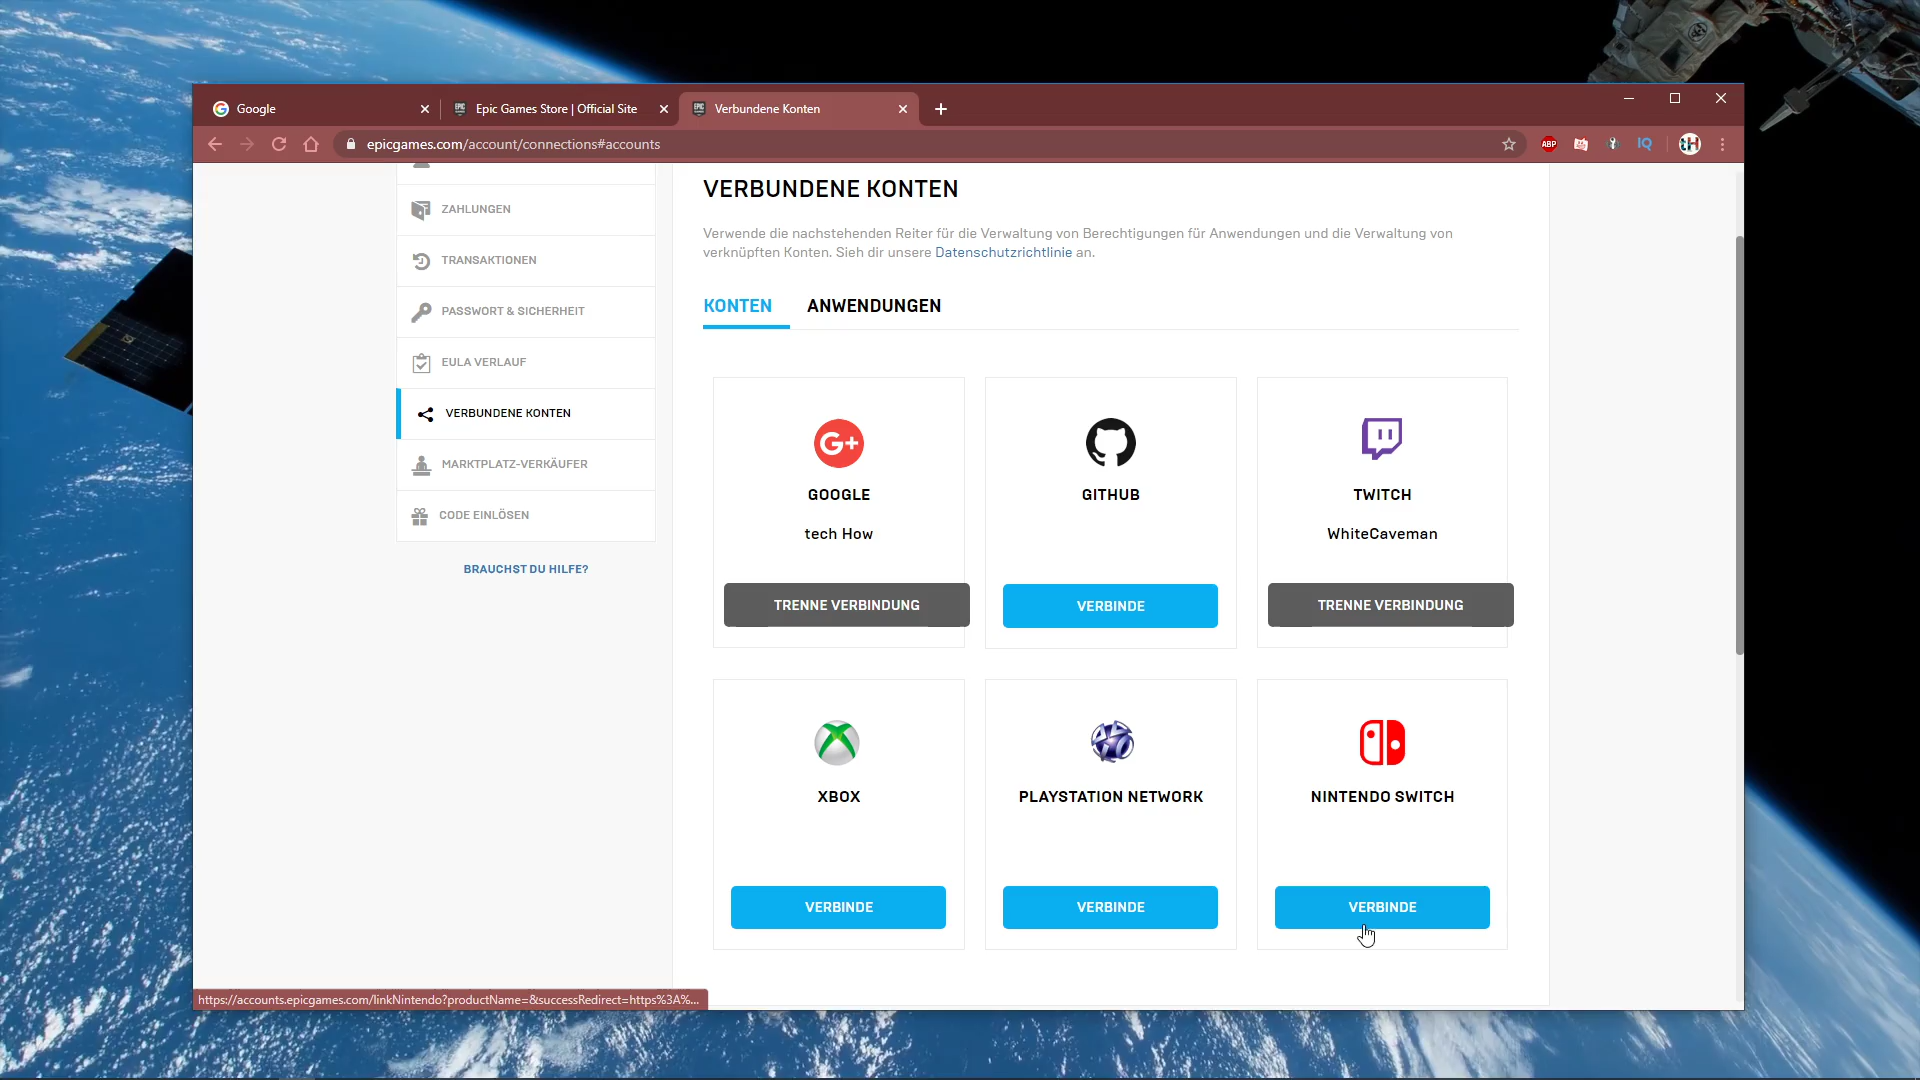 Google
Epic Games Store | Official Site
Verbundene Konten
epicgames.com/account/connections#accounts
ABP
IQ
tH
ZAHLUNGEN
TRANSAKTIONEN
PASSWORT & SICHERHEIT
EULA VERLAUF
VERBUNDENE KONTEN
MARKTPLATZ-VERKÄUFER
CODE EINLÖSEN
BRAUCHST DU HILFE?
VERBUNDENE KONTEN
Verwende die nachstehenden Reiter für die Verwaltung von Berechtigungen für Anwendungen und die Verwaltung von
verknüpften Konten. Sieh dir unsere Datenschutzrichtlinie an.
KONTEN
ANWENDUNGEN
G+
GOOGLE
tech How
TRENNE VERBINDUNG
GITHUB
VERBINDE
TWITCH
WhiteCaveman
TRENNE VERBINDUNG
XBOX
VERBINDE
PLAYSTATION NETWORK
VERBINDE
NINTENDO SWITCH
VERBINDE
https://accounts.epicgames.com/linkNintendo?productName=&successRedirect=https%3A%...